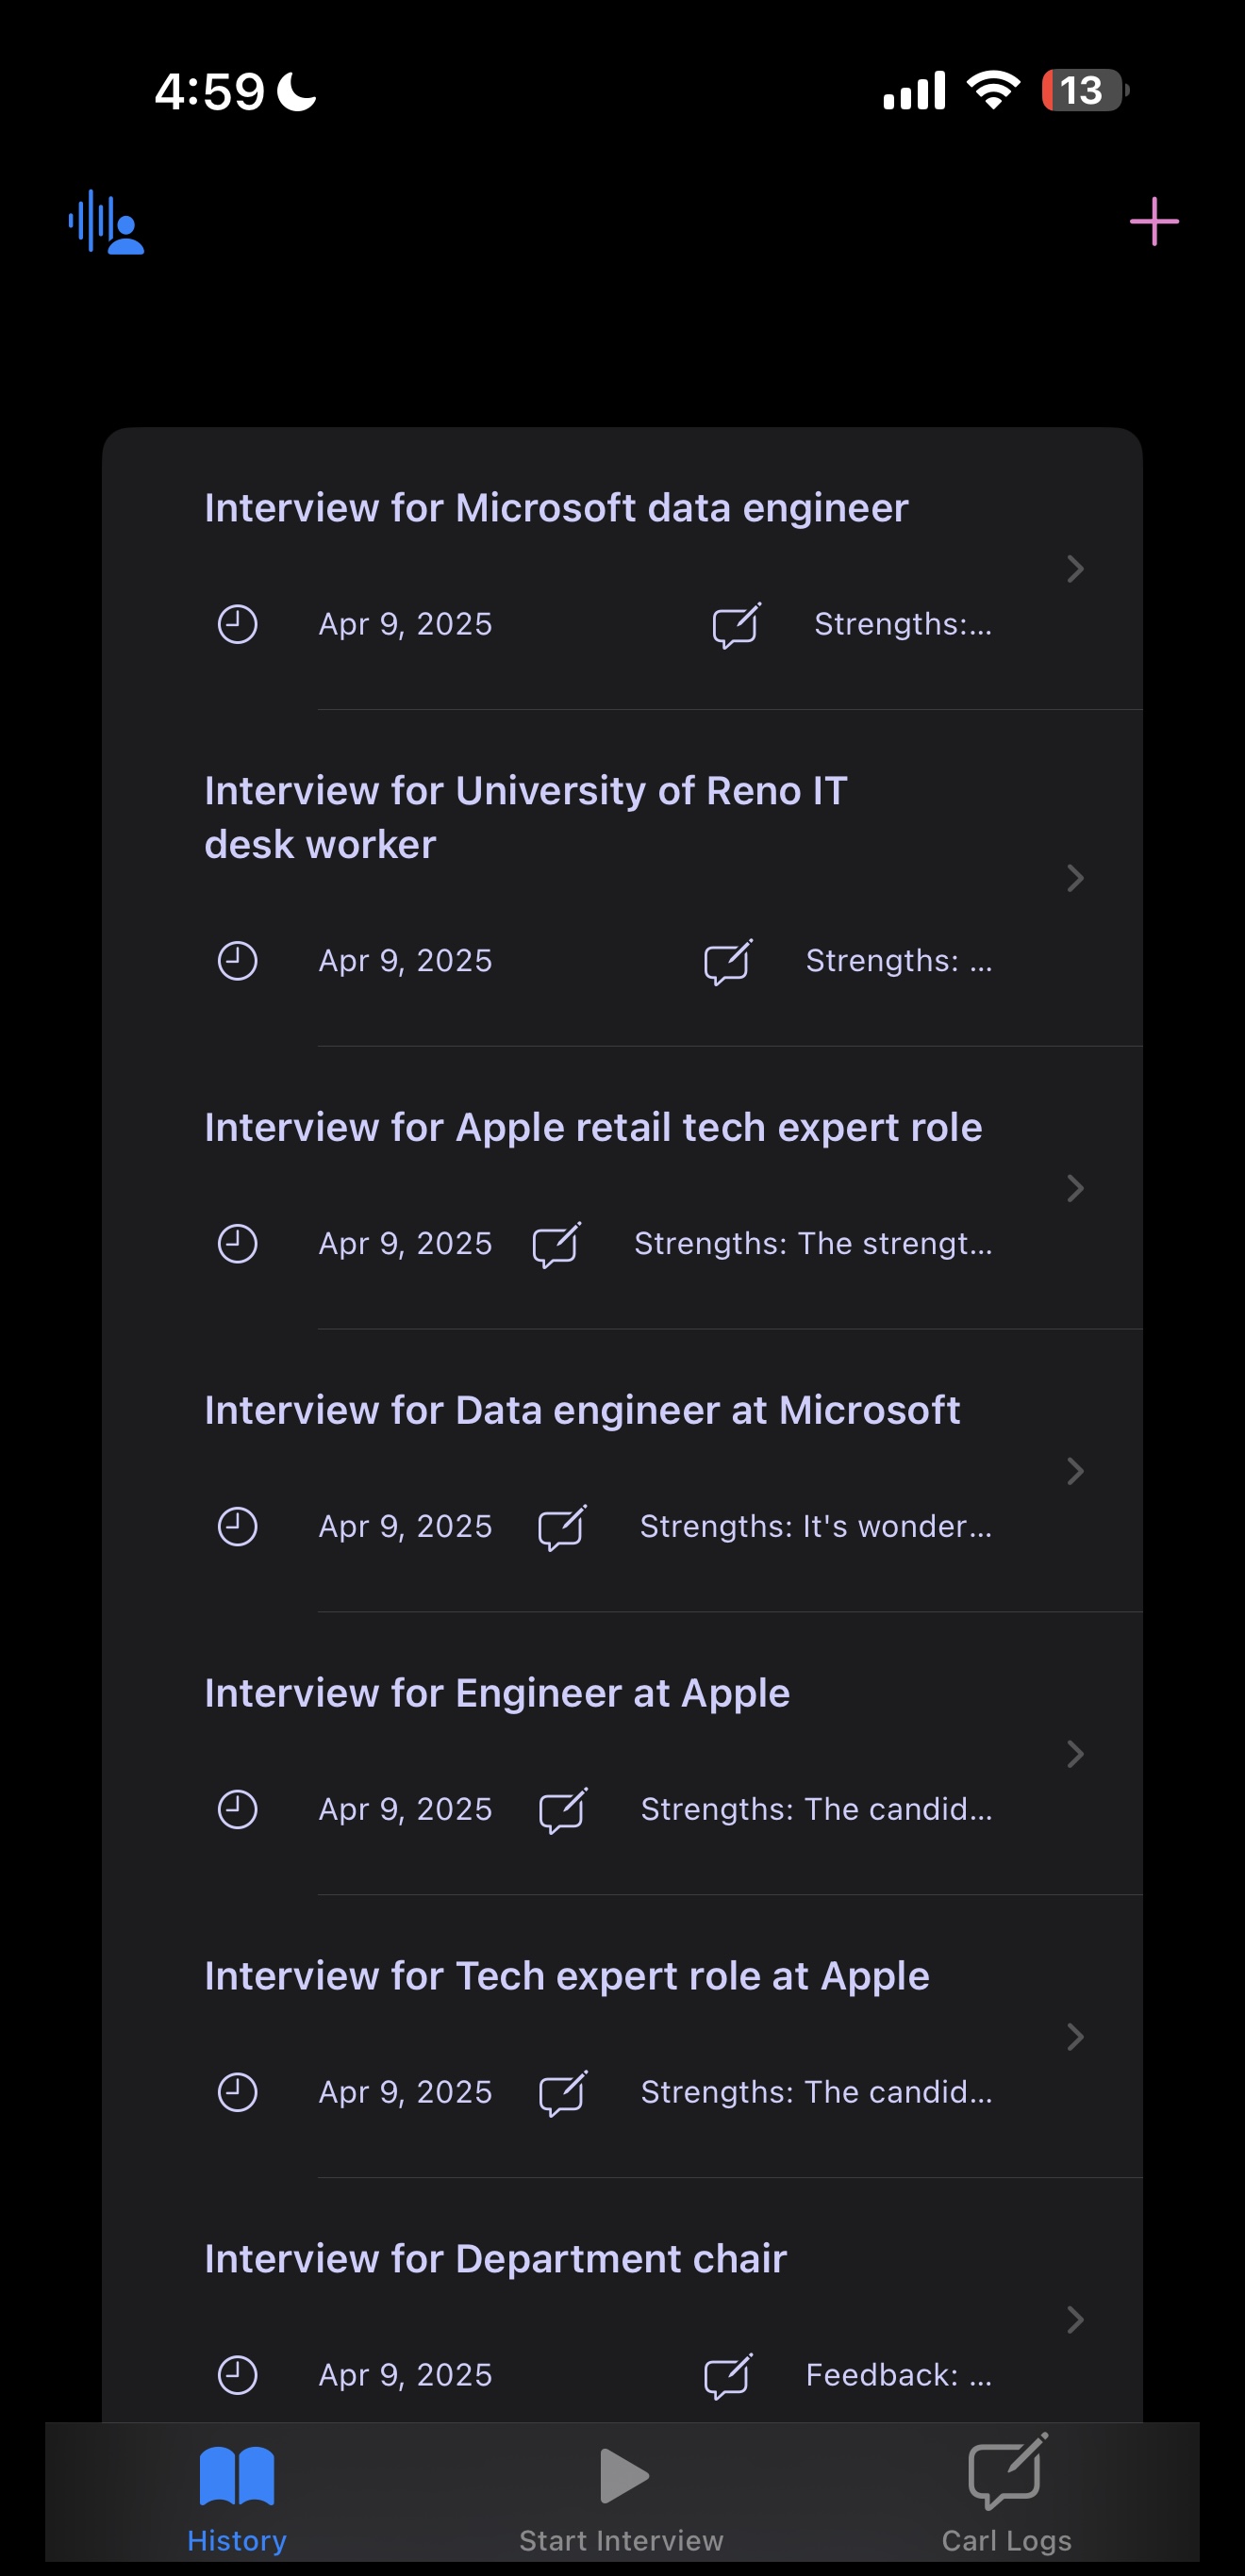 4:59
13
Interview for Microsoft data engineer
Apr 9, 2025 Strengths:...
Interview for University of Reno IT
desk worker
Apr 9, 2025 Strengths: ...
Interview for Apple retail tech expert role
Apr 9, 2025 Strengths: The strengt...
Interview for Data engineer at Microsoft
Apr 9, 2025 Strengths: It's wonder...
Interview for Engineer at Apple
Apr 9, 2025 Strengths: The candid...
Interview for Tech expert role at Apple
Apr 9, 2025 Strengths: The candid...
Interview for Department chair
Apr 9, 2025 Feedback: ...
History Start Interview Carl Logs